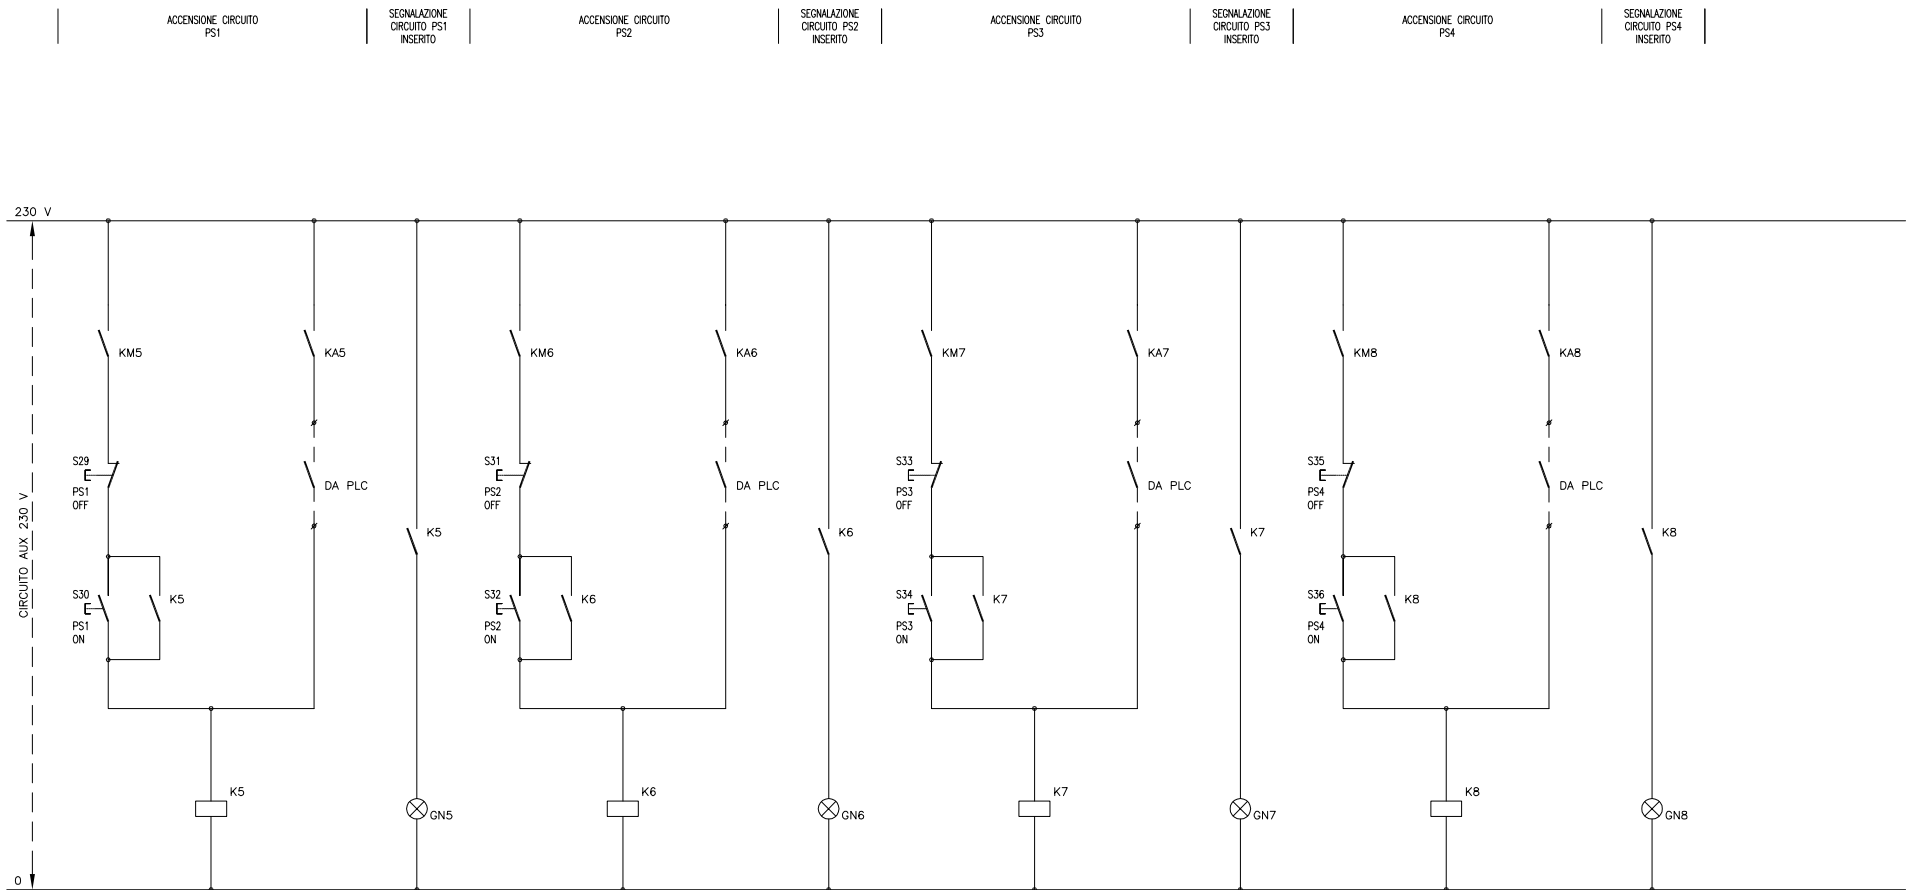 ACCENSIONE CIRCUITO
PS1
SEGNALAZIONE
CIRCUITO PS1
INSERITO
ACCENSIONE CIRCUITO
PS2
SEGNALAZIONE
CIRCUITO PS2
INSERITO
ACCENSIONE CIRCUITO
PS3
SEGNALAZIONE
CIRCUITO PS3
INSERITO
ACCENSIONE CIRCUITO
PS4
SEGNALAZIONE
CIRCUITO PS4
INSERITO
230 V
CIRCUITO AUX 230 V
0
KM5
KA5
S29
PS1
OFF
DA PLC
K5
S30
PS1
ON
K5
K5
GN5
KM6
KA6
S31
PS2
OFF
DA PLC
K6
S32
PS2
ON
K6
K6
GN6
KM7
KA7
S33
PS3
OFF
DA PLC
K7
S34
PS3
ON
K7
K7
GN7
KM8
KA8
S35
PS4
OFF
DA PLC
K8
S36
PS4
ON
K8
K8
GN8